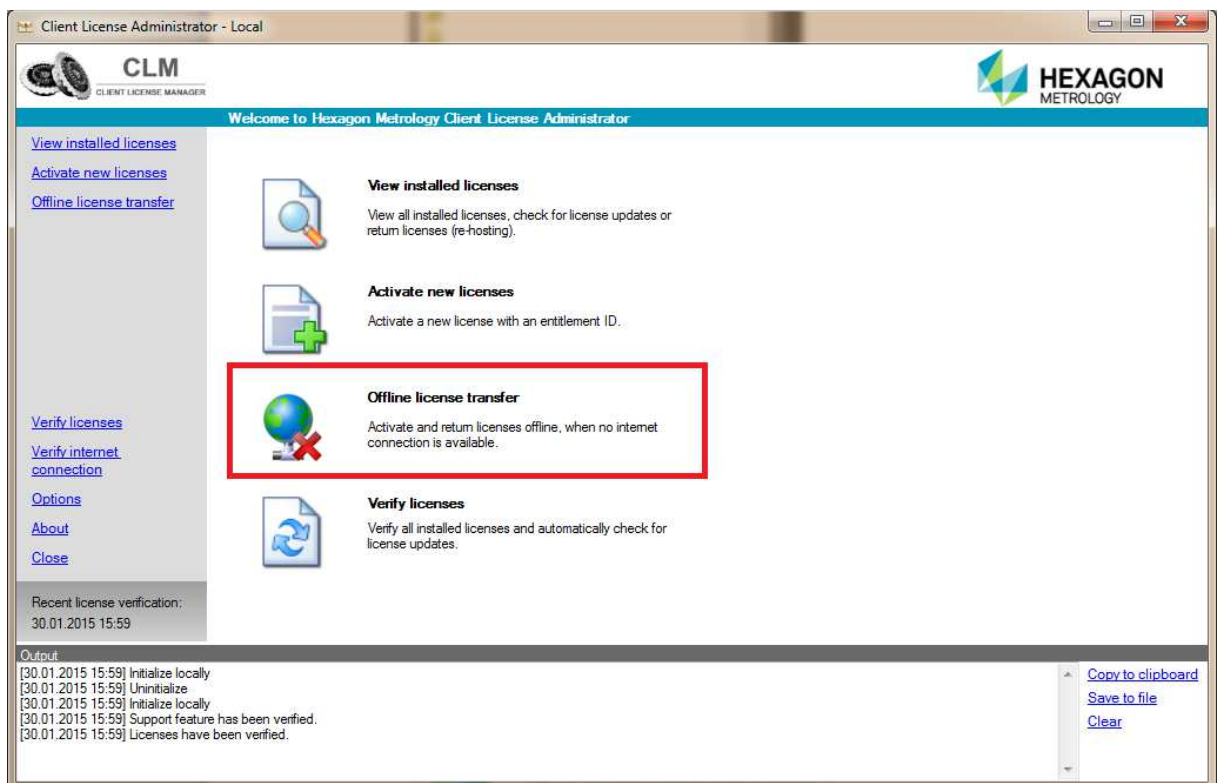 Client License Administrator - Local
CLM
CLIENT LICENSE MANAGER
HEXAGON
METROLOGY
Welcome to Hexagon Metrology Client License Administrator
View installed licenses
Activate new licenses
Offline license transfer
View installed licenses
View all installed licenses, check for license updates or
return licenses (re-hosting).
Activate new licenses
Activate a new license with an entitlement ID.
Offline license transfer
Activate and return licenses offline, when no internet
connection is available.
Verify licenses
Verify all installed licenses and automatically check for
license updates.
Verify licenses
Verify internet
connection
Options
About
Close
Recent license verification:
30.01.2015 15:59
Output
[30.01.2015 15:59] Initialize locally
[30.01.2015 15:59] Uninitialize
[30.01.2015 15:59] Initialize locally
[30.01.2015 15:59] Support feature has been verified.
[30.01.2015 15:59] Licenses have been verified.
Copy to clipboard
Save to file
Clear